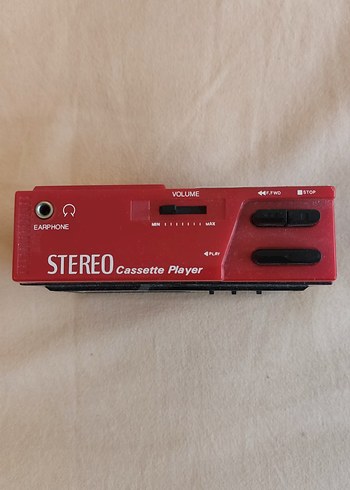 VOLUME
◀◀F.FWD ■STOP
EARPHONE
MIN MAX
◀PLAY
STEREO Cassette Player